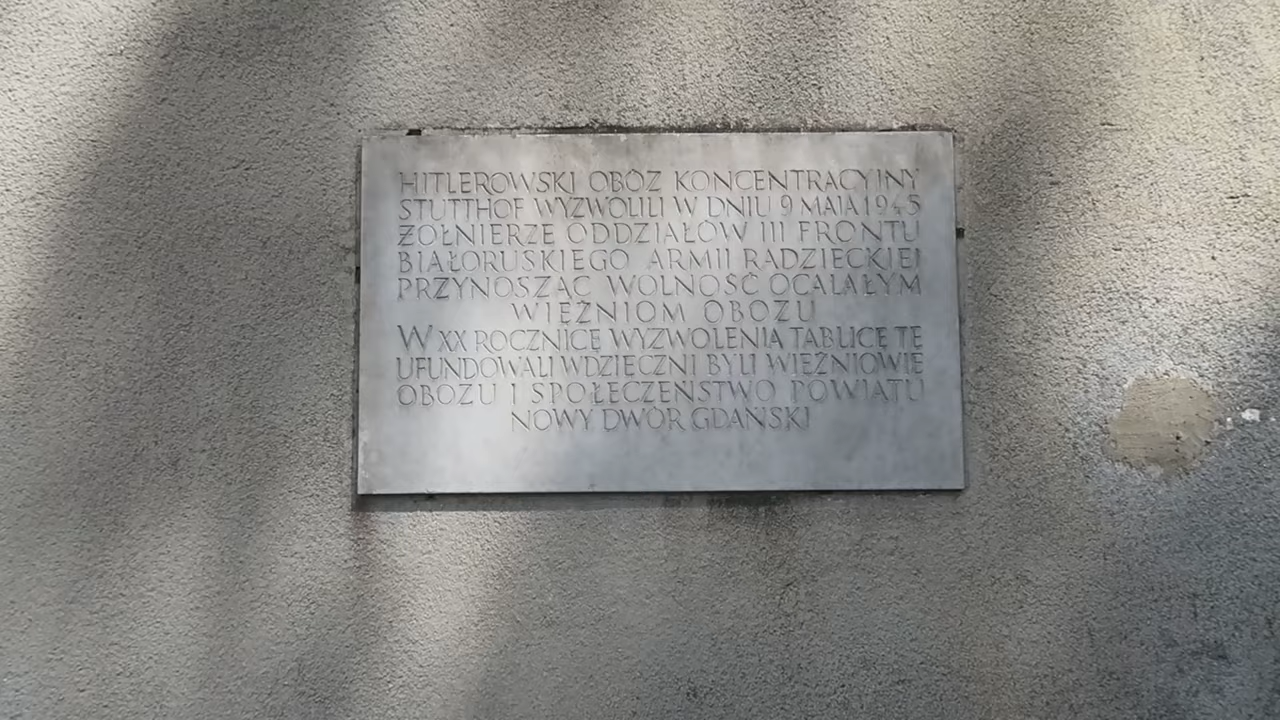 HITLEROWSKI OBÓZ KONCENTRACYJNY
STUTTHOF WYZWOLILI W DNIU 9 MAJA 1945
ŻOŁNIERZE ODDZIAŁÓW III FRONTU
BIAŁORUSKIEGO ARMII RADZIECKIEJ
PRZYNOSZĄC WOLNOŚĆ OCALAŁYM
WIĘŹNIOM OBOZU
W XX ROCZNICĘ WYZWOLENIA TABLICĘ TĘ
UFUNDOWALI WDZIĘCZNI BYLI WIĘŹNIOWIE
OBOZU I SPOŁECZEŃSTWO POWIATU
NOWY DWÓR GDAŃSKI